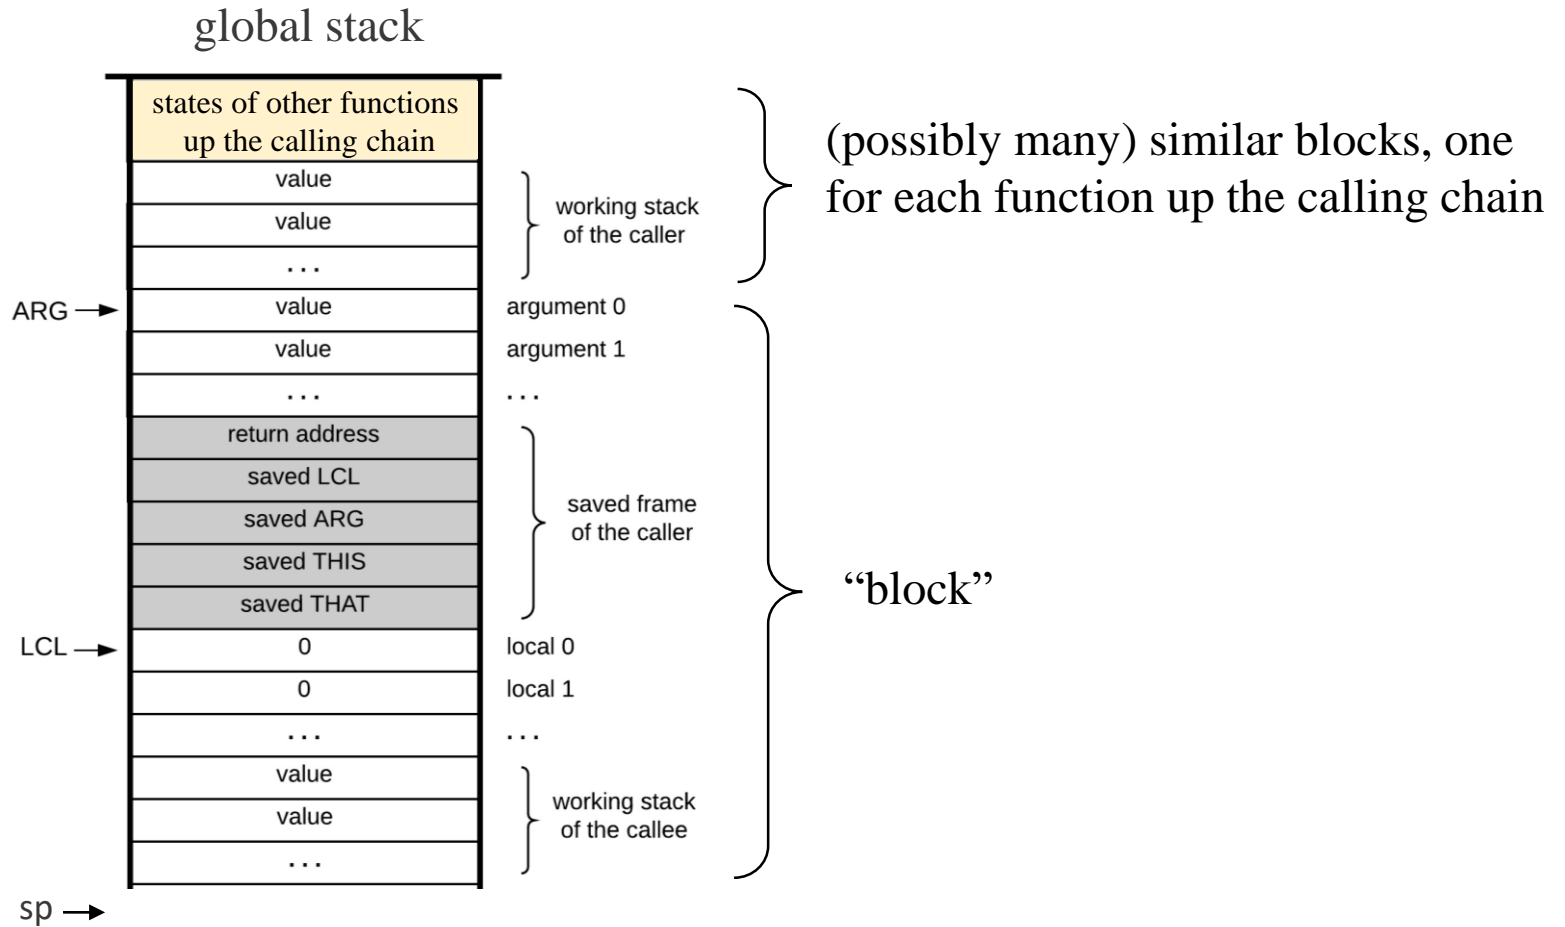 global stack
states of other functions
up the calling chain
(possibly many) similar blocks, one
for each function up the calling chain
value
value
...
working stack
of the caller
ARG
value
argument 0
value
argument 1
...
...
return address
saved LCL
saved ARG
saved THIS
saved THAT
saved frame
of the caller
“block”
LCL
0
local 0
0
local 1
...
...
value
value
...
working stack
of the callee
sp